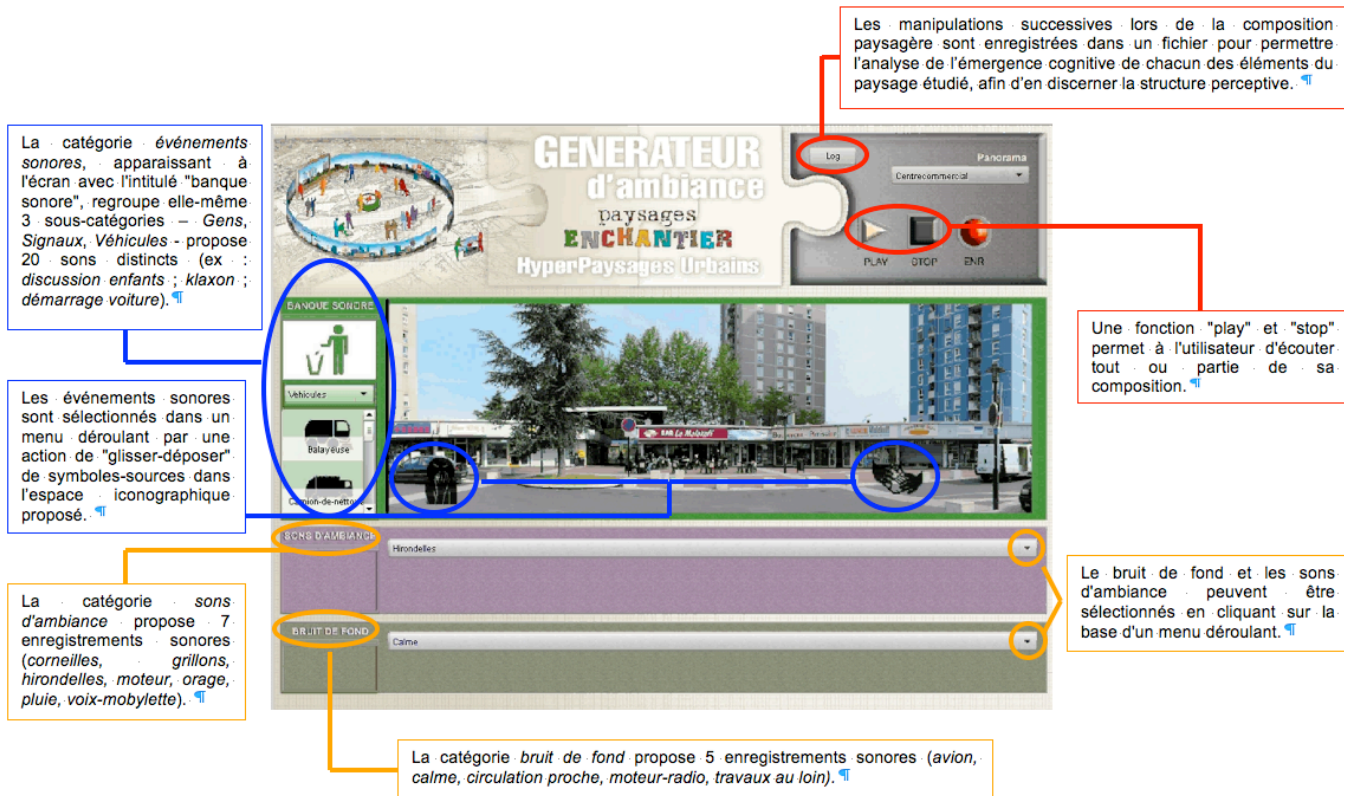 Les manipulations successives lors de la composition
paysagère sont enregistrées dans un fichier pour permettre
l'analyse de l'émergence cognitive de chacun des éléments du
paysage étudié, afin d'en discerner la structure perceptive. ¶
La catégorie événements
sonores, apparaissant à
l'écran avec l'intitulé "banque
sonore", regroupe elle-même
3 sous-catégories – Gens,
Signaux, Véhicules - propose
20 sons distincts (ex :
discussion enfants ; klaxon ;
démarrage voiture). ¶
GENERATEUR
d'ambiance
paysages
ENCHANTIER
HyperPaysages Urbains
Log
Panorama
Centrecommercial
PLAY STOP ENR
Une fonction "play" et "stop"
permet à l'utilisateur d'écouter
tout ou partie de sa
composition. ¶
BANQUE SONORE
Véhicules
Balayeuse
Camion-de-nettoya
BAR Le Malassis
Les événements sonores
sont sélectionnés dans un
menu déroulant par une
action de "glisser-déposer"
de symboles-sources dans
l'espace iconographique
proposé. ¶
SONS D'AMBIANCE
Hirondelles
La catégorie sons
d'ambiance propose 7
enregistrements sonores
(corneilles, grillons,
hirondelles, moteur, orage,
pluie, voix-mobylette). ¶
BRUIT DE FOND
Calme
Le bruit de fond et les sons
d'ambiance peuvent être
sélectionnés en cliquant sur la
base d'un menu déroulant. ¶
La catégorie bruit de fond propose 5 enregistrements sonores (avion,
calme, circulation proche, moteur-radio, travaux au loin). ¶